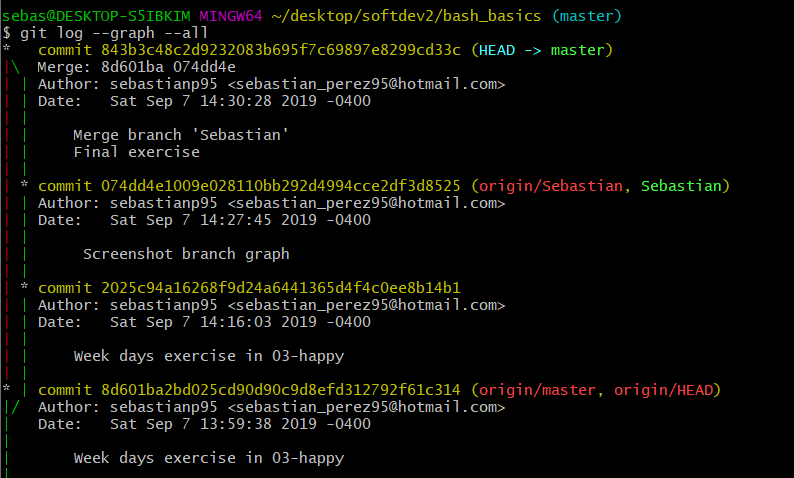 sebas@DESKTOP-S5IBKIM MINGW64 ~/desktop/softdev2/bash_basics (master)
$ git log --graph --all
*   commit 843b3c48c2d9232083b695f7c69897e8299cd33c (HEAD -> master)
|\  Merge: 8d601ba 074dd4e
| | Author: sebastianp95 <sebastian_perez95@hotmail.com>
| | Date:   Sat Sep 7 14:30:28 2019 -0400
| |
| |     Merge branch 'Sebastian'
| |     Final exercise
| |
| * commit 074dd4e1009e028110bb292d4994cce2df3d8525 (origin/Sebastian, Sebastian)
| | Author: sebastianp95 <sebastian_perez95@hotmail.com>
| | Date:   Sat Sep 7 14:27:45 2019 -0400
| |
| |      Screenshot branch graph
| |
| * commit 2025c94a16268f9d24a6441365d4f4c0ee8b14b1
| | Author: sebastianp95 <sebastian_perez95@hotmail.com>
| | Date:   Sat Sep 7 14:16:03 2019 -0400
| |
| |     Week days exercise in 03-happy
| |
* | commit 8d601ba2bd025cd90d90c9d8efd312792f61c314 (origin/master, origin/HEAD)
|/  Author: sebastianp95 <sebastian_perez95@hotmail.com>
|   Date:   Sat Sep 7 13:59:38 2019 -0400
|
|       Week days exercise in 03-happy
|